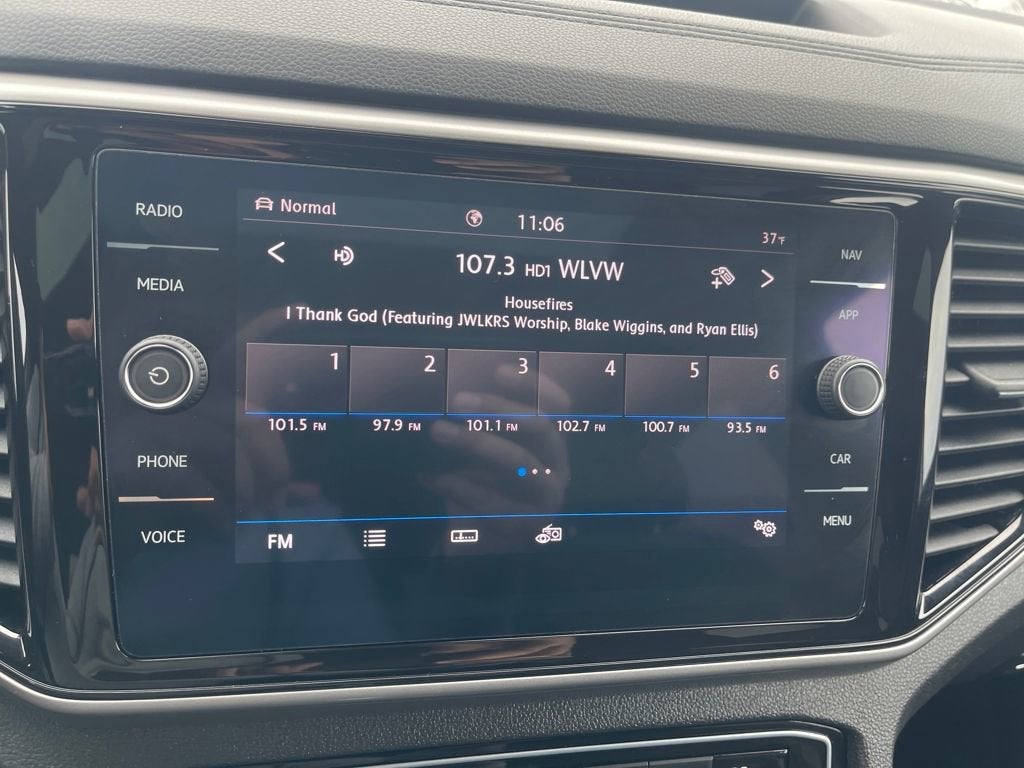 RADIO
MEDIA
PHONE
VOICE
Normal
11:06
37°F
HD
107.3 HD1 WLVW
Housefires
I Thank God (Featuring JWLKRS Worship, Blake Wiggins, and Ryan Ellis)
1 2 3 4 5 6
101.5 FM 97.9 FM 101.1 FM 102.7 FM 100.7 FM 93.5 FM
FM
NAV
APP
CAR
MENU